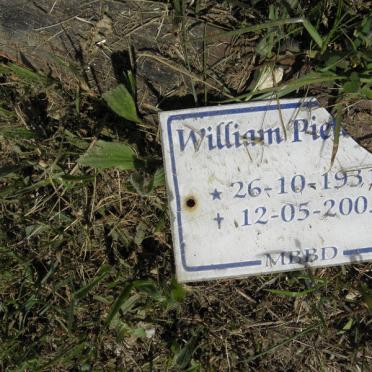 William Pie
★ 26-10-193
✝ 12-05-200
MBBD